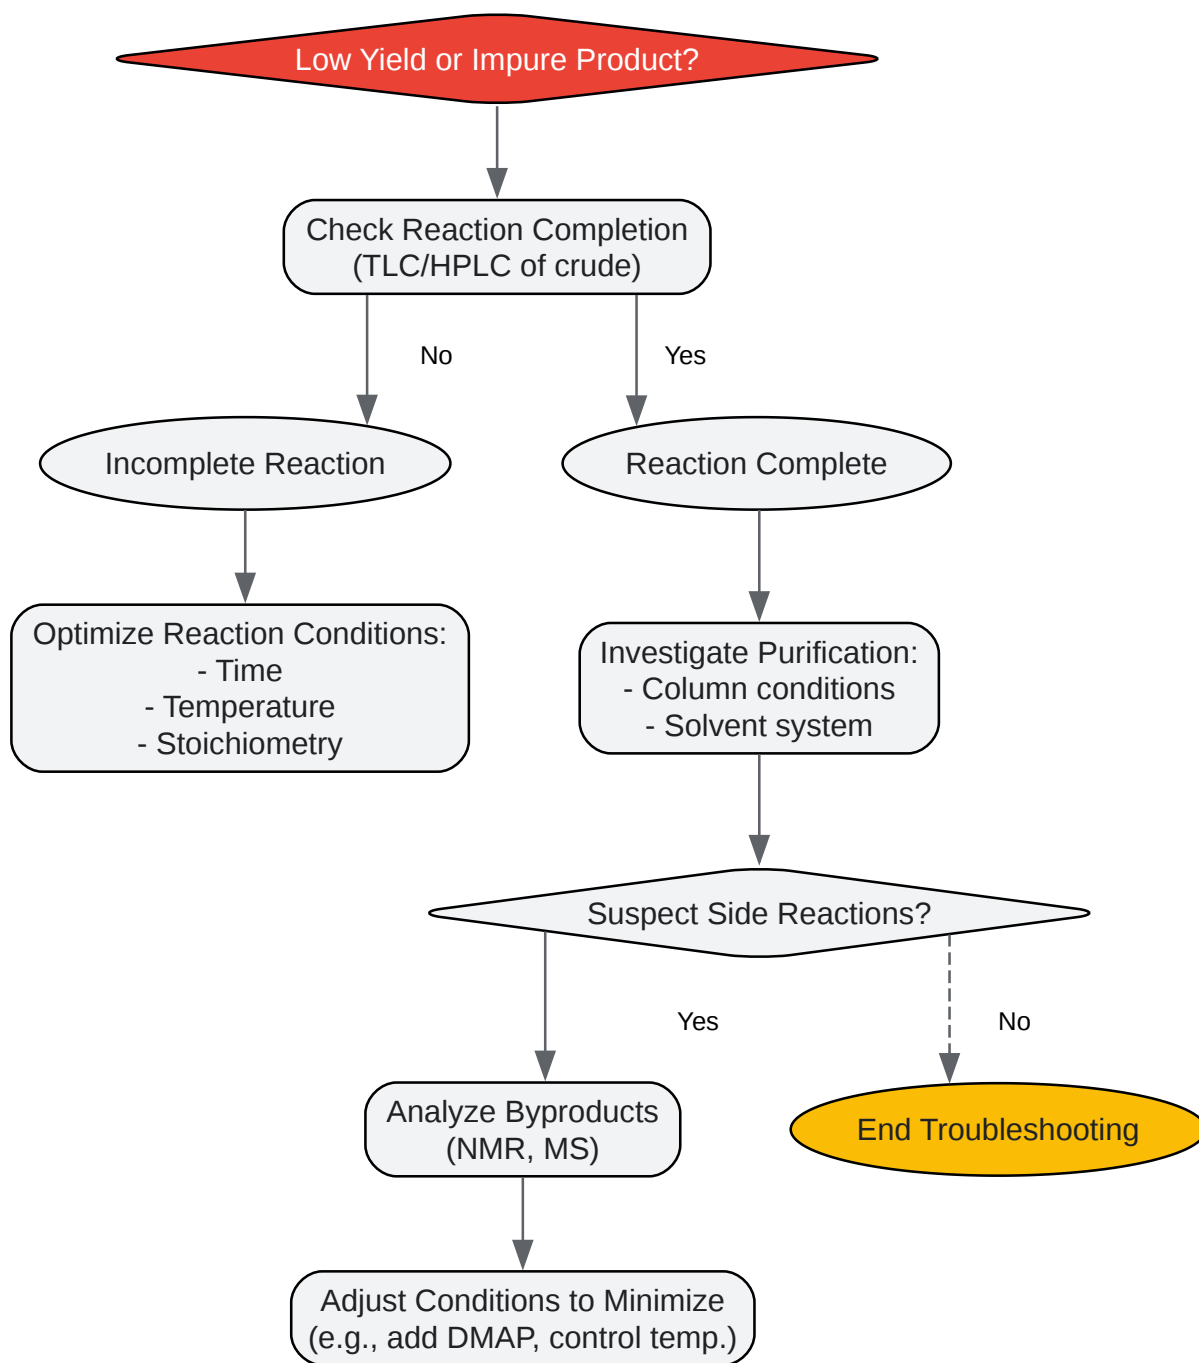 Low Yield or Impure Product?
Check Reaction Completion
(TLC/HPLC of crude)
No
Yes
Incomplete Reaction
Reaction Complete
Optimize Reaction Conditions:
- Time
- Temperature
- Stoichiometry
Investigate Purification:
- Column conditions
- Solvent system
Suspect Side Reactions?
Yes
No
Analyze Byproducts
(NMR, MS)
End Troubleshooting
Adjust Conditions to Minimize
(e.g., add DMAP, control temp.)